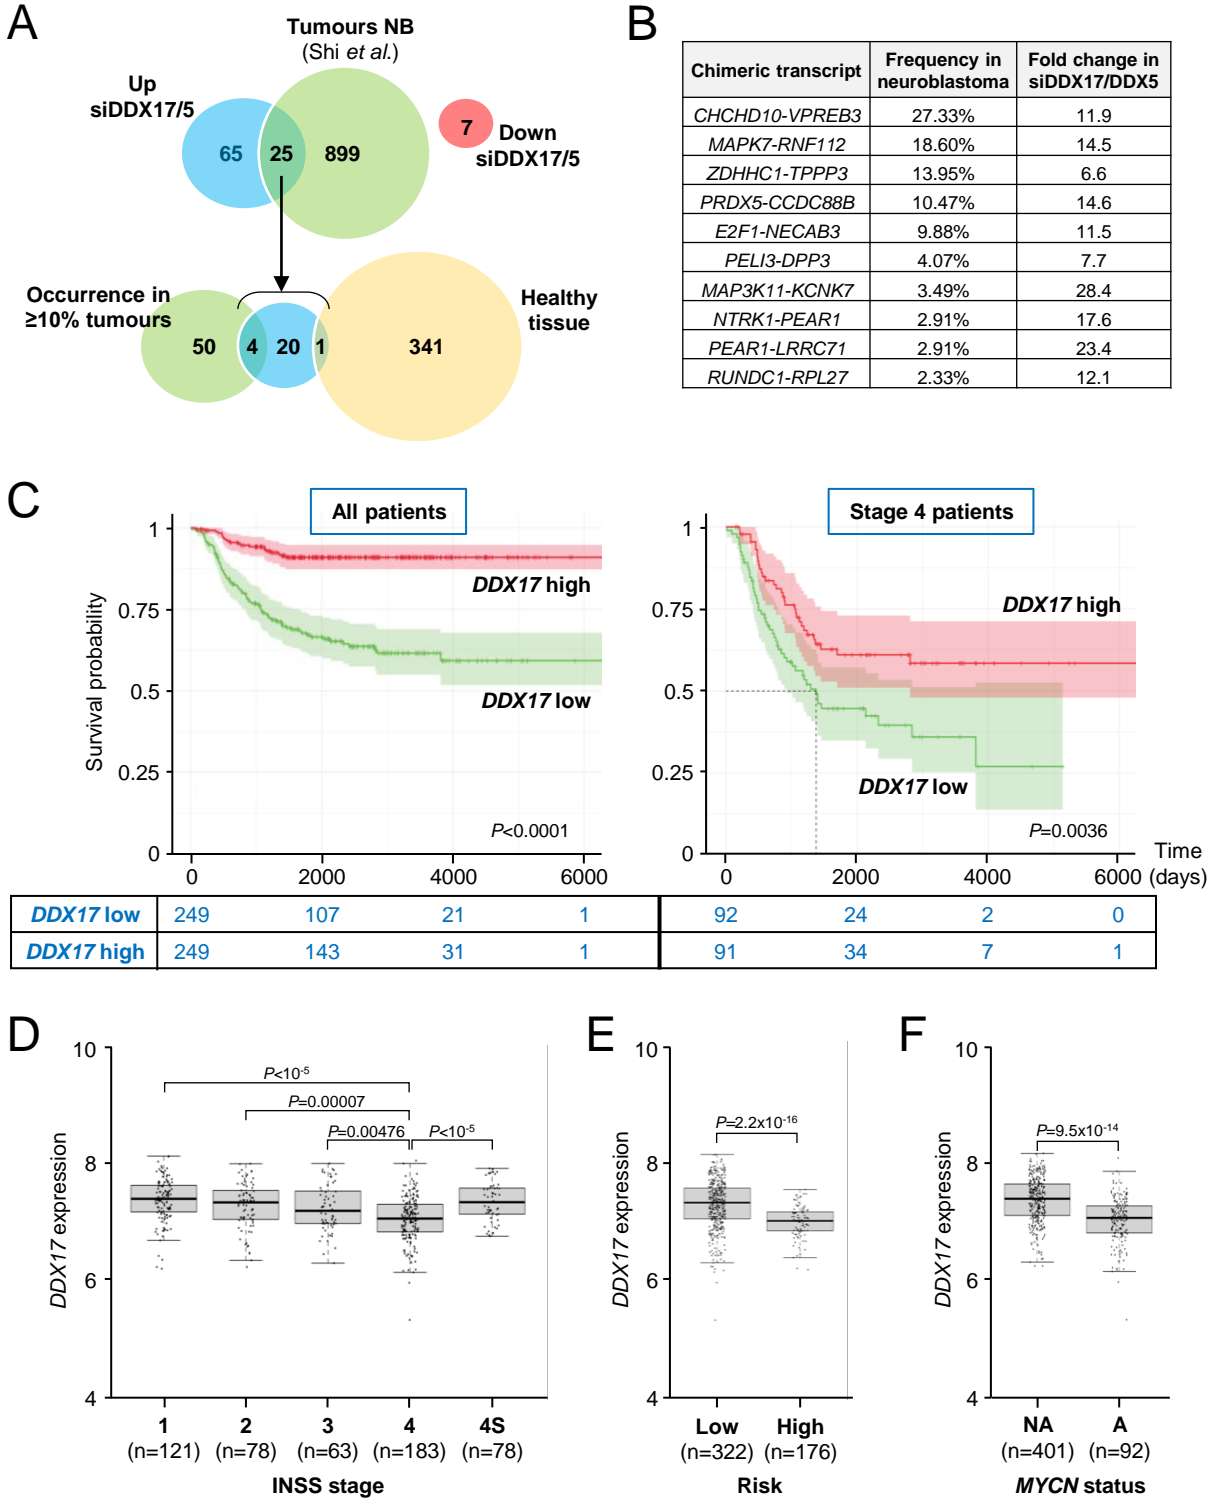 A
Tumours NB
(Shi et al.)
Up
siDDX17/5
65
25
899
7
Down
siDDX17/5
Occurrence in
≥10% tumours
50
4
20
1
341
Healthy
tissue
B
Chimeric transcript Frequency in neuroblastoma Fold change in siDDX17/DDX5
CHCHD10-VPREB3 27.33% 11.9
MAPK7-RNF112 18.60% 14.5
ZDHHC1-TPPP3 13.95% 6.6
PRDX5-CCDC88B 10.47% 14.6
E2F1-NECAB3 9.88% 11.5
PELI3-DPP3 4.07% 7.7
MAP3K11-KCNK7 3.49% 28.4
NTRK1-PEAR1 2.91% 17.6
PEAR1-LRRC71 2.91% 23.4
RUNDC1-RPL27 2.33% 12.1
C
All patients
Survival probability
1
0.75
0.5
0.25
0
DDX17 high
DDX17 low
P<0.0001
0 2000 4000 6000
Stage 4 patients
1
0.75
0.5
0.25
0
DDX17 high
DDX17 low
P=0.0036
0 2000 4000 6000
Time
(days)
DDX17 low 249 107 21 1 92 24 2 0
DDX17 high 249 143 31 1 91 34 7 1
D
DDX17 expression
10
8
6
4
P<10-5
P=0.00007
P=0.00476
P<10-5
1 2 3 4 4S
(n=121) (n=78) (n=63) (n=183) (n=78)
INSS stage
E
DDX17 expression
10
8
6
4
P=2.2x10-16
Low High
(n=322) (n=176)
Risk
F
DDX17 expression
10
8
6
4
P=9.5x10-14
NA A
(n=401) (n=92)
MYCN status